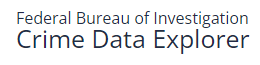 Federal Bureau of Investigation
Crime Data Explorer